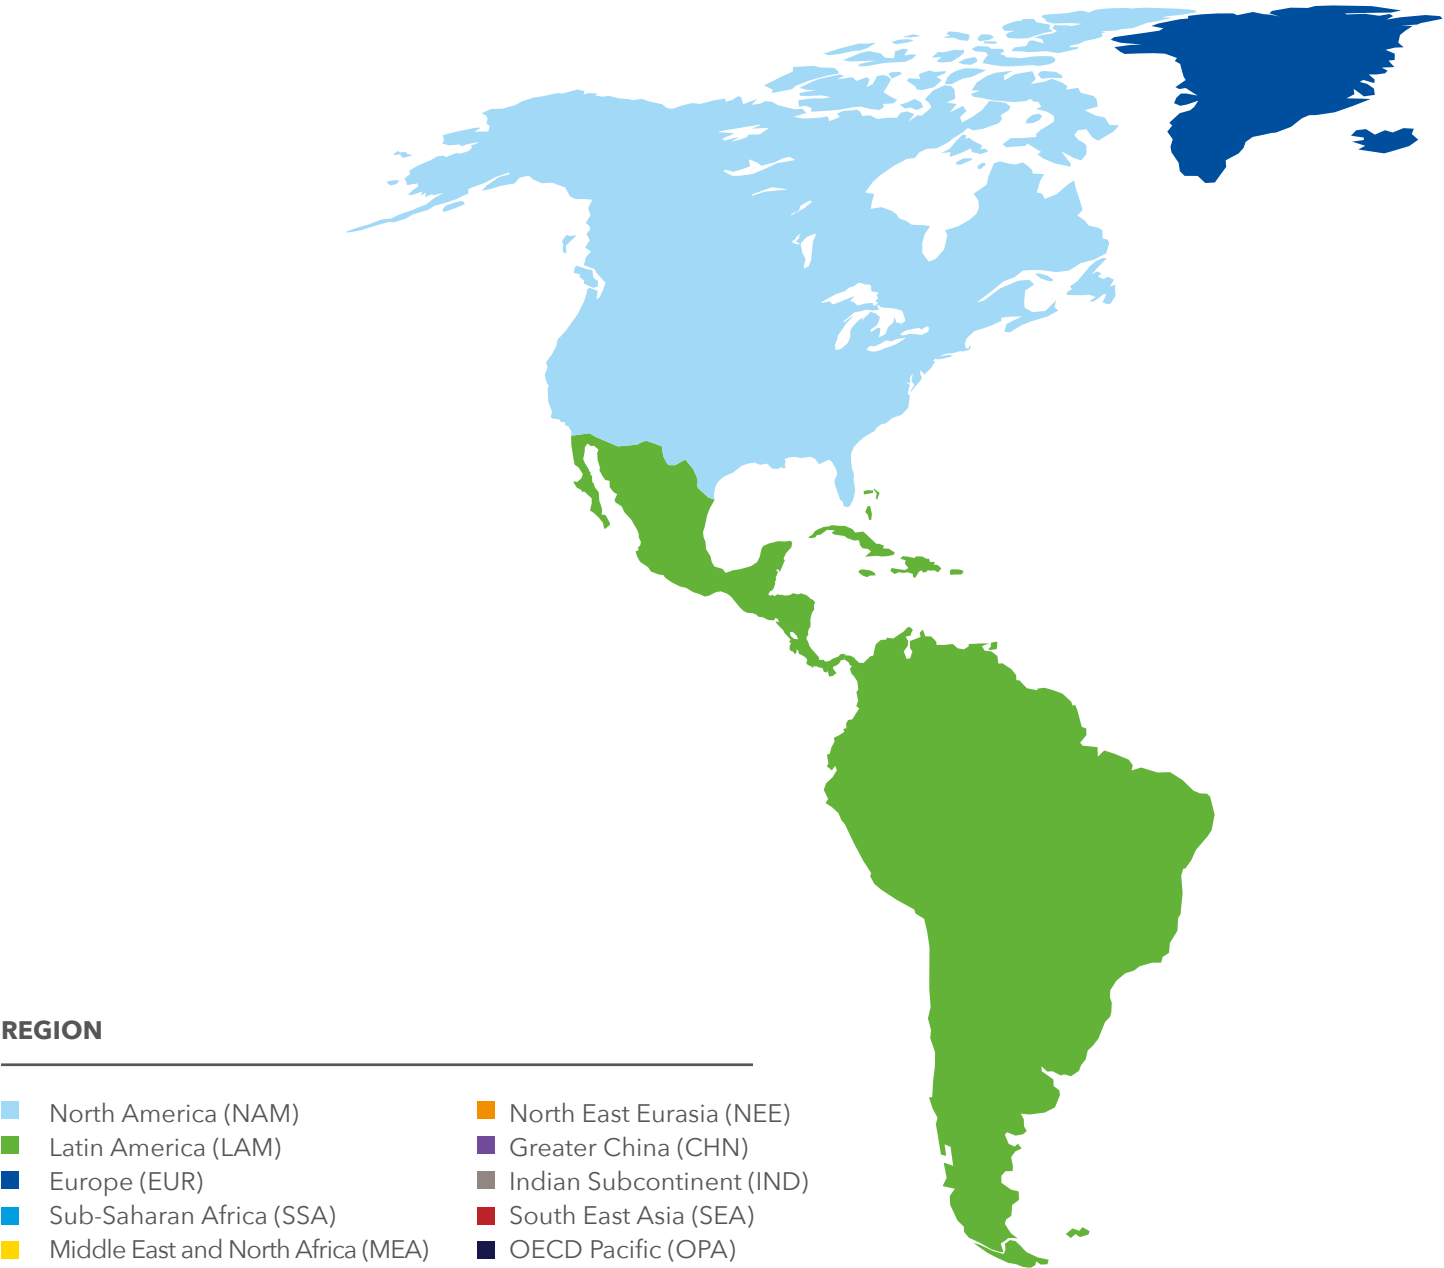 REGION
North America (NAM)
Latin America (LAM)
Europe (EUR)
Sub-Saharan Africa (SSA)
Middle East and North Africa (MEA)
North East Eurasia (NEE)
Greater China (CHN)
Indian Subcontinent (IND)
South East Asia (SEA)
OECD Pacific (OPA)